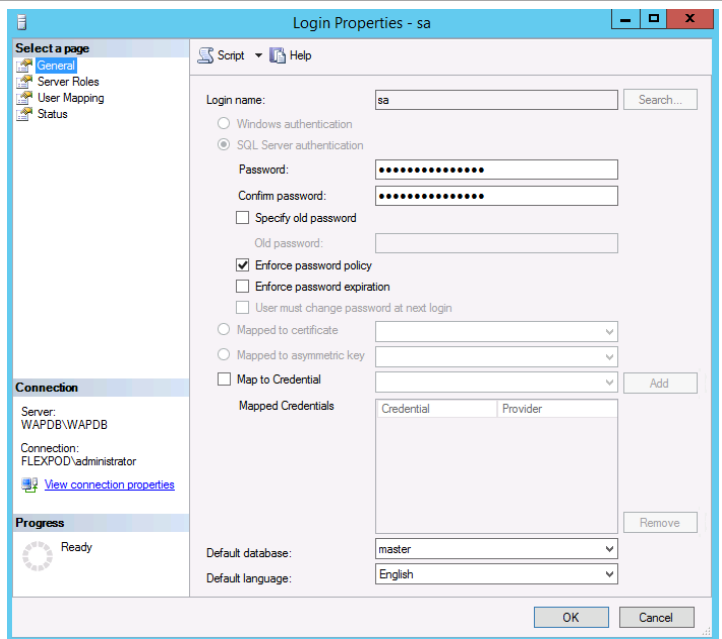 Login Properties - sa
Select a page
General
Server Roles
User Mapping
Status
Connection
Server:
WAPDB\WAPDB
Connection:
FLEXPOD\administrator
View connection properties
Progress
Ready
Script Help
Login name: sa Search...
Windows authentication
SQL Server authentication
Password: ●●●●●●●●●●●●●●●
Confirm password: ●●●●●●●●●●●●●●●
Specify old password
Old password:
Enforce password policy
Enforce password expiration
User must change password at next login
Mapped to certificate
Mapped to asymmetric key
Map to Credential Add
Mapped Credentials Credential Provider
Remove
Default database: master
Default language: English
OK Cancel